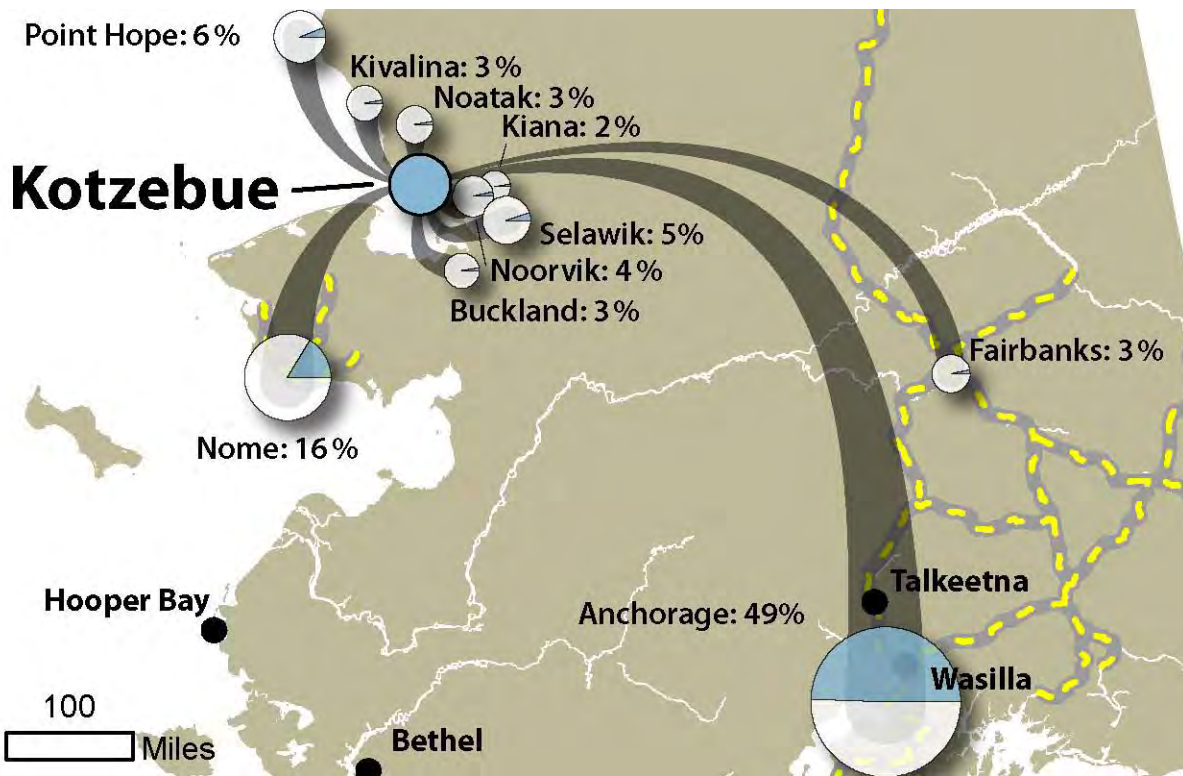 Point Hope: 6%
Kivalina: 3%
Noatak: 3%
Kiana: 2%
Kotzebue
Selawik: 5%
Noorvik: 4%
Buckland: 3%
Fairbanks: 3%
Nome: 16%
Talkeetna
Hooper Bay
Anchorage: 49%
Wasilla
100
Miles
Bethel